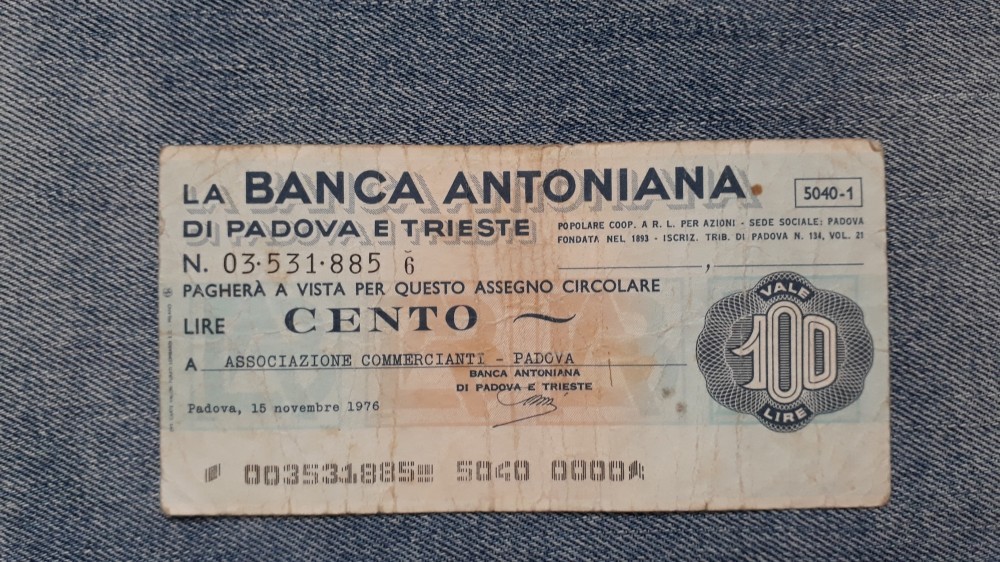 LA BANCA ANTONIANA
5040-1
DI PADOVA E TRIESTE
POPOLARE COOP. A R. L. PER AZIONI - SEDE SOCIALE: PADOVA
FONDATA NEL 1893 - ISCRIZ. TRIB. DI PADOVA N. 134, VOL. 21
N. 03·531·885 6
PAGHERÀ A VISTA PER QUESTO ASSEGNO CIRCOLARE
LIRE CENTO
VALE
100
LIRE
A ASSOCIAZIONE COMMERCIANTI - PADOVA
BANCA ANTONIANA
DI PADOVA E TRIESTE
Padova, 15 novembre 1976
003531885 5040 00004